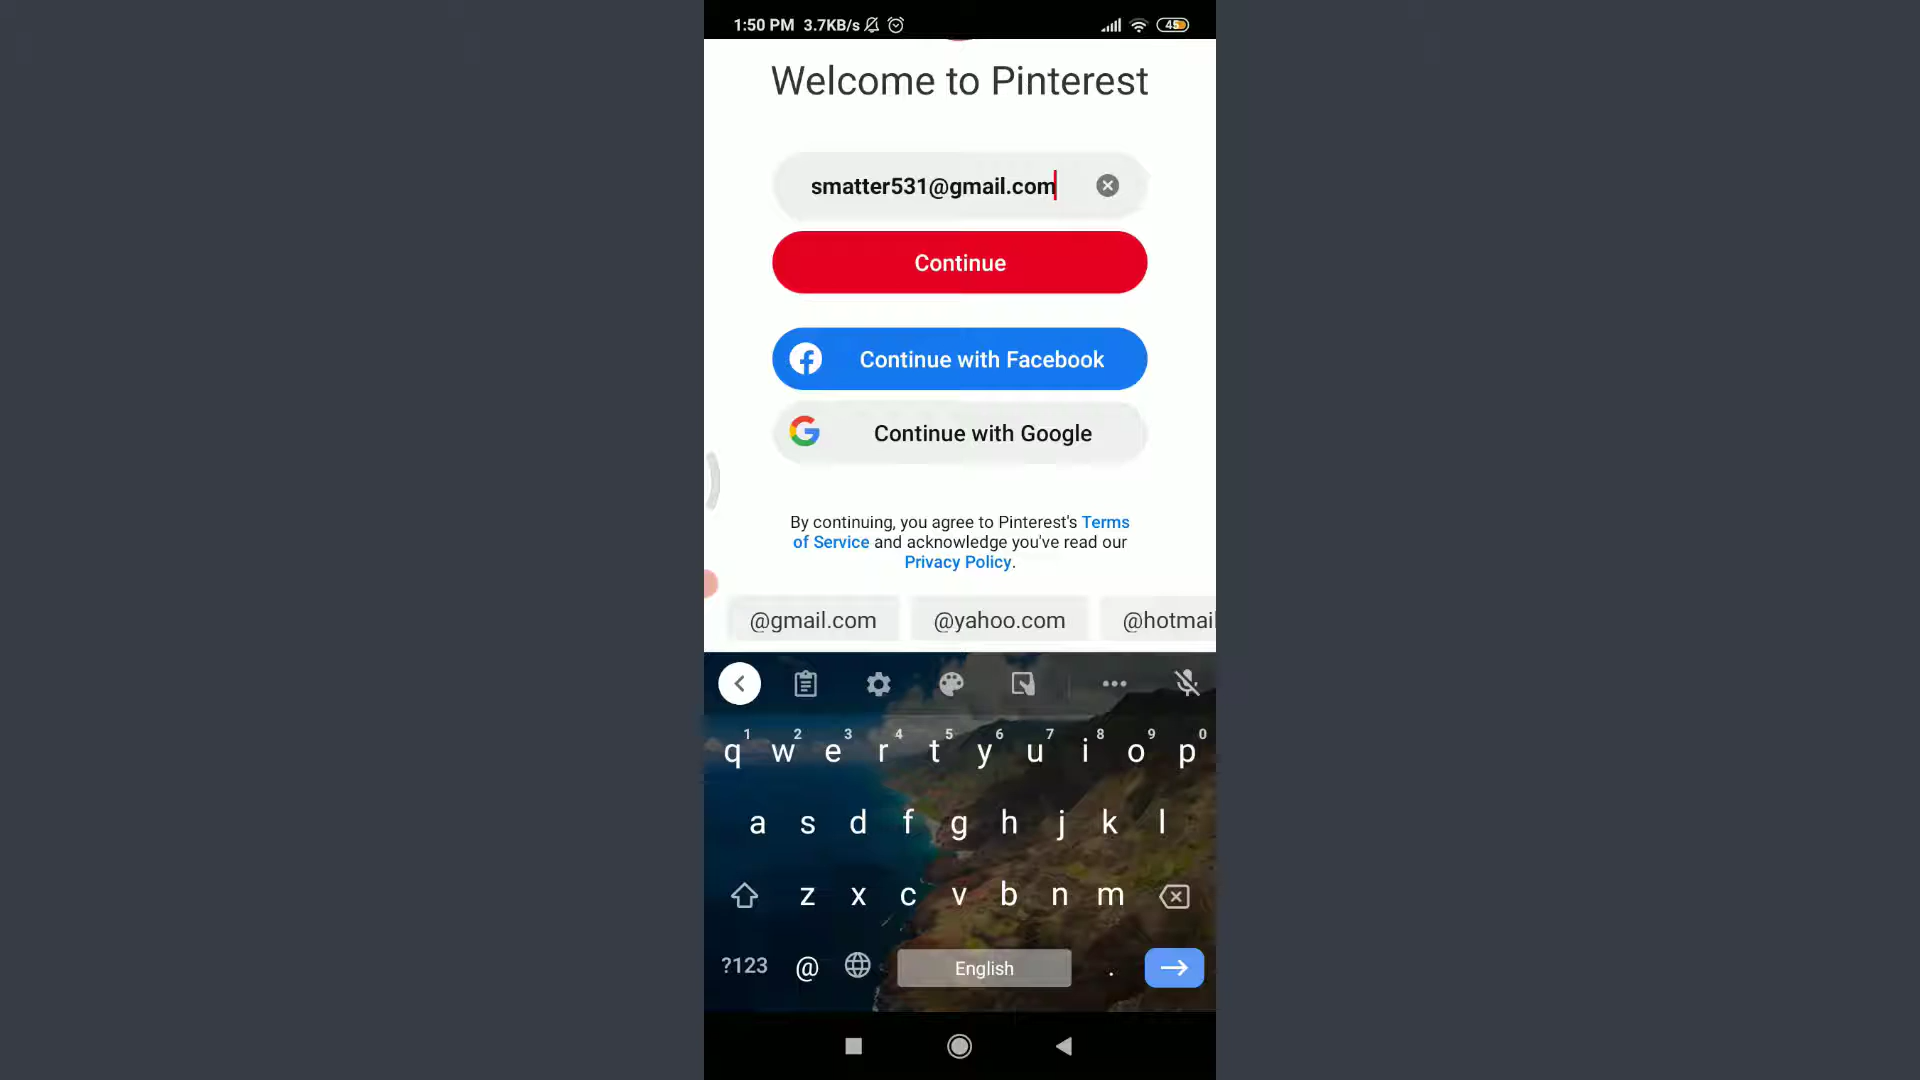 1:50 PM 3.7KB/s 45
Welcome to Pinterest
smatter531@gmail.com
Continue
Continue with Facebook
Continue with Google
By continuing, you agree to Pinterest's Terms
of Service and acknowledge you've read our
Privacy Policy.
@gmail.com @yahoo.com @hotmail
1 2 3 4 5 6 7 8 9 0
q w e r t y u i o p
a s d f g h j k l
z x c v b n m
?123 @ English .